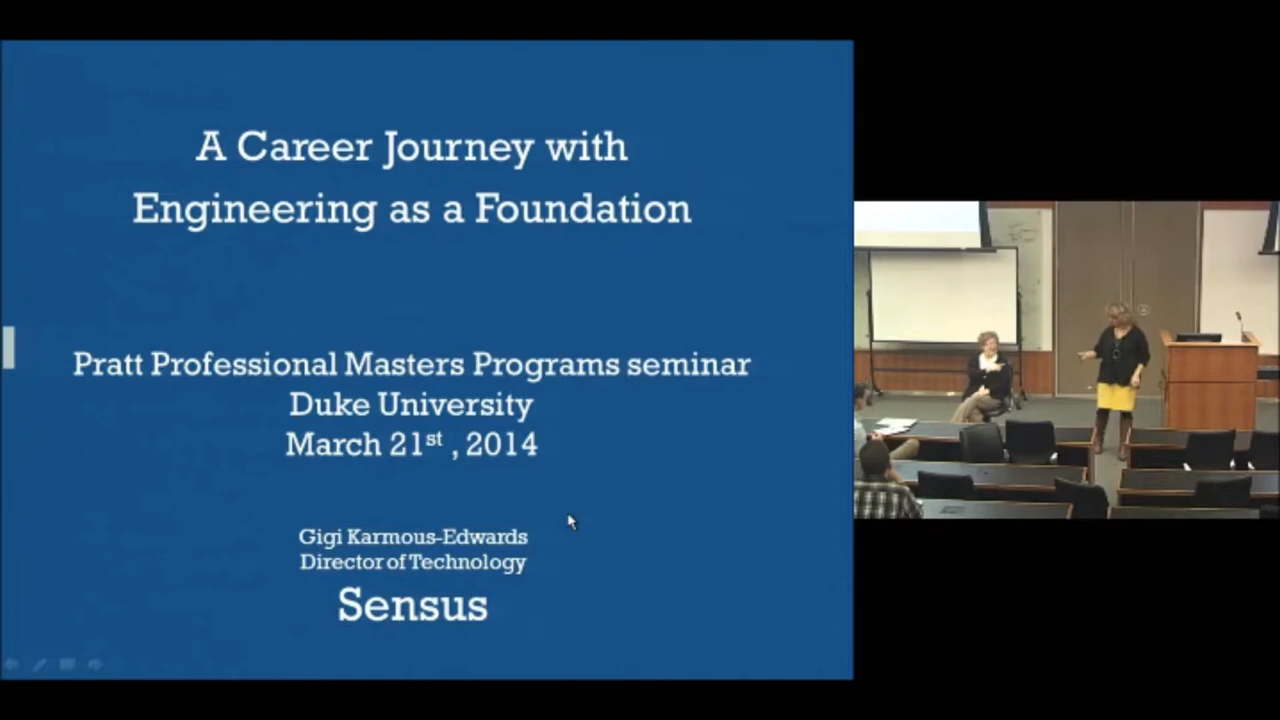 A Career Journey with
Engineering as a Foundation
Pratt Professional Masters Programs seminar
Duke University
March 21st , 2014
Gigi Karmous-Edwards
Director of Technology
Sensus